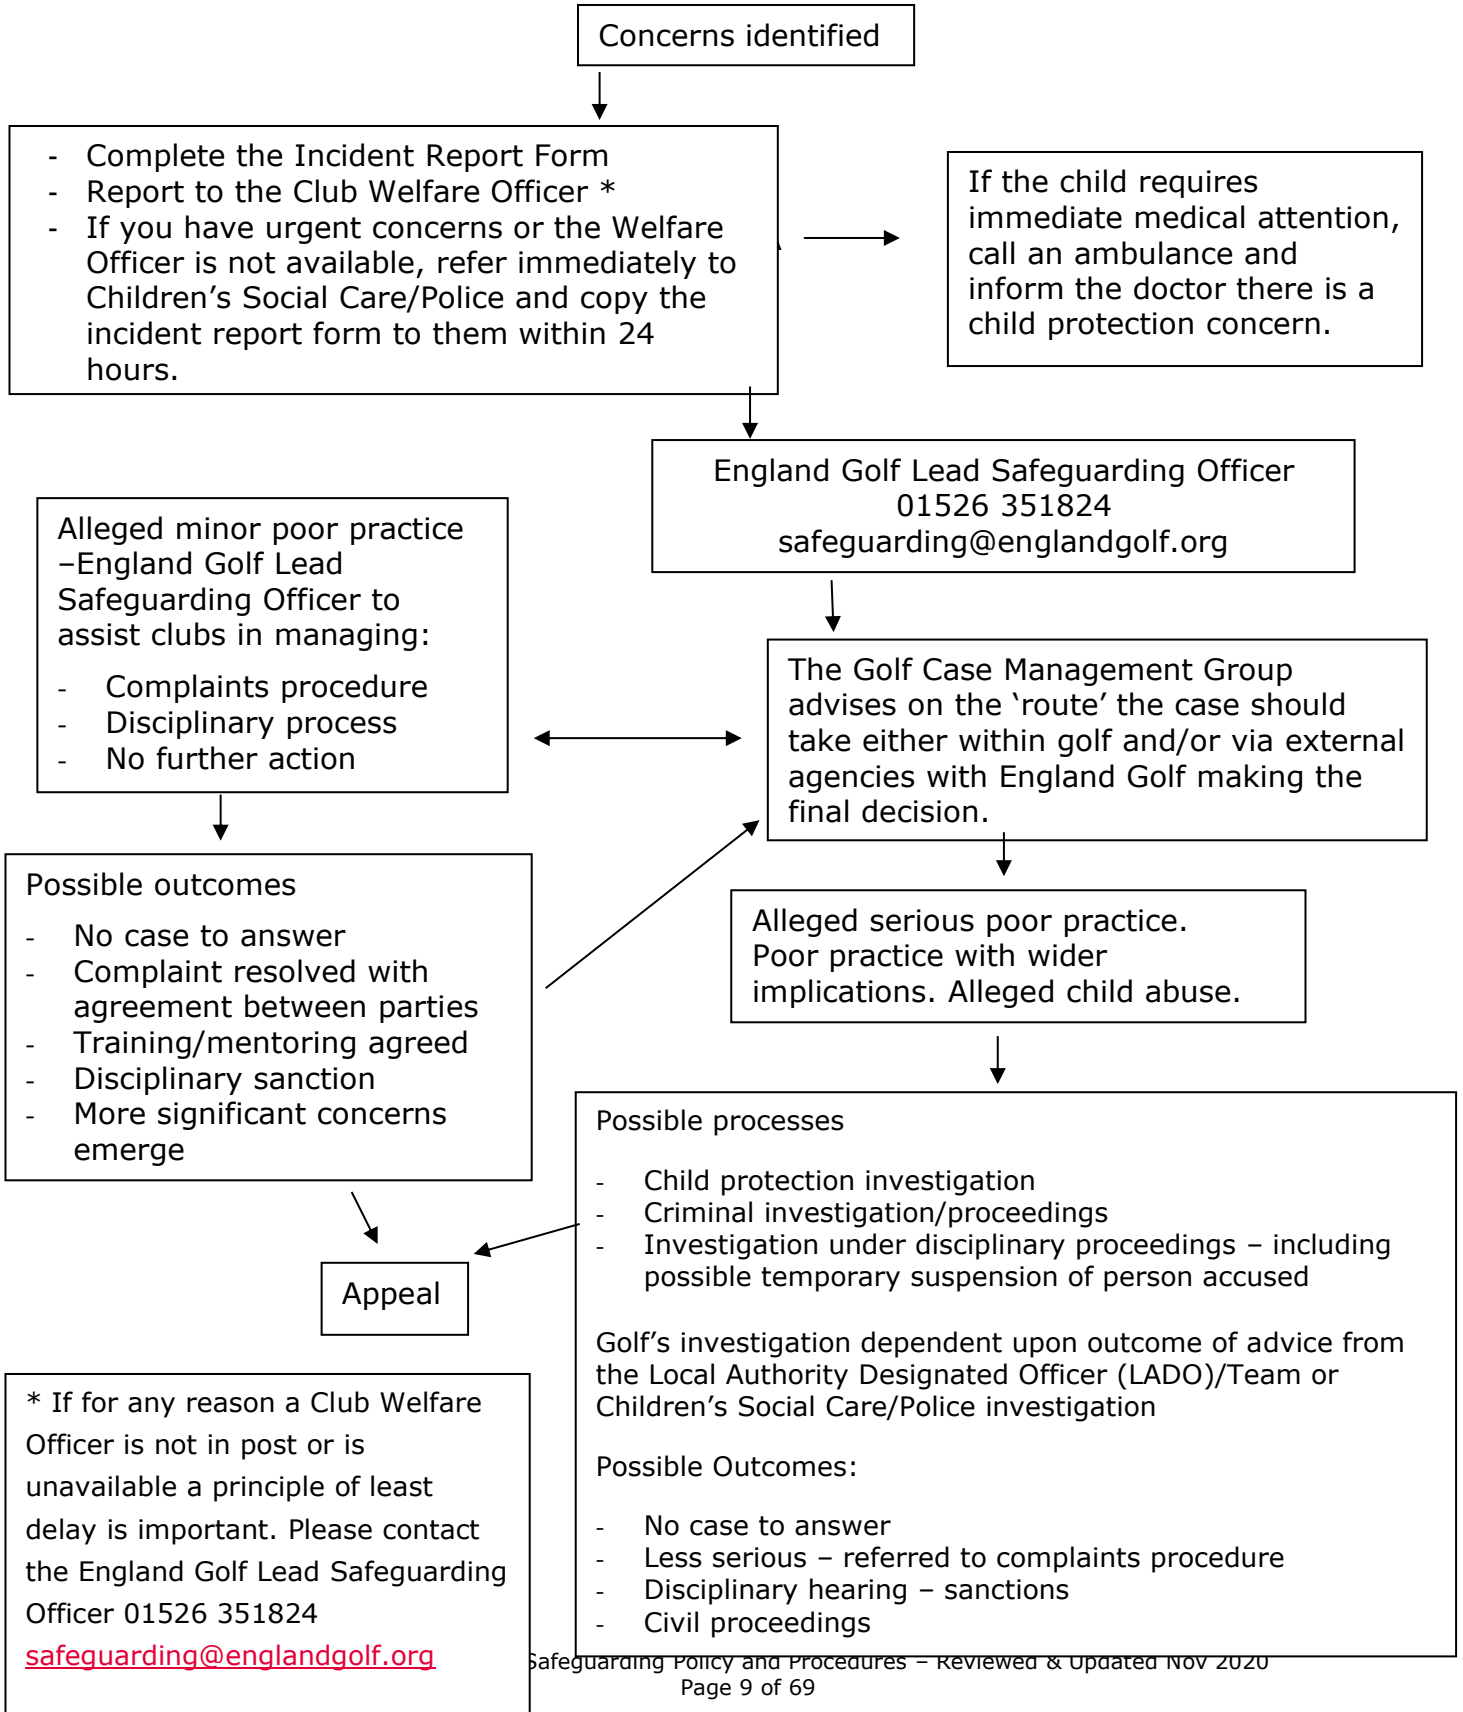 Concerns identified
- Complete the Incident Report Form
- Report to the Club Welfare Officer *
- If you have urgent concerns or the Welfare
Officer is not available, refer immediately to
Children’s Social Care/Police and copy the
incident report form to them within 24
hours.
If the child requires
immediate medical attention,
call an ambulance and
inform the doctor there is a
child protection concern.
England Golf Lead Safeguarding Officer
01526 351824
safeguarding@englandgolf.org
Alleged minor poor practice
–England Golf Lead
Safeguarding Officer to
assist clubs in managing:
- Complaints procedure
- Disciplinary process
- No further action
The Golf Case Management Group
advises on the ‘route’ the case should
take either within golf and/or via external
agencies with England Golf making the
final decision.
Possible outcomes
- No case to answer
- Complaint resolved with
agreement between parties
- Training/mentoring agreed
- Disciplinary sanction
- More significant concerns
emerge
Alleged serious poor practice.
Poor practice with wider
implications. Alleged child abuse.
Possible processes
- Child protection investigation
- Criminal investigation/proceedings
- Investigation under disciplinary proceedings – including
possible temporary suspension of person accused
Golf’s investigation dependent upon outcome of advice from
the Local Authority Designated Officer (LADO)/Team or
Children’s Social Care/Police investigation
Possible Outcomes:
- No case to answer
- Less serious – referred to complaints procedure
- Disciplinary hearing – sanctions
- Civil proceedings
Appeal
* If for any reason a Club Welfare
Officer is not in post or is
unavailable a principle of least
delay is important. Please contact
the England Golf Lead Safeguarding
Officer 01526 351824
safeguarding@englandgolf.org
Safeguarding Policy and Procedures – Reviewed & Updated Nov 2020
Page 9 of 69